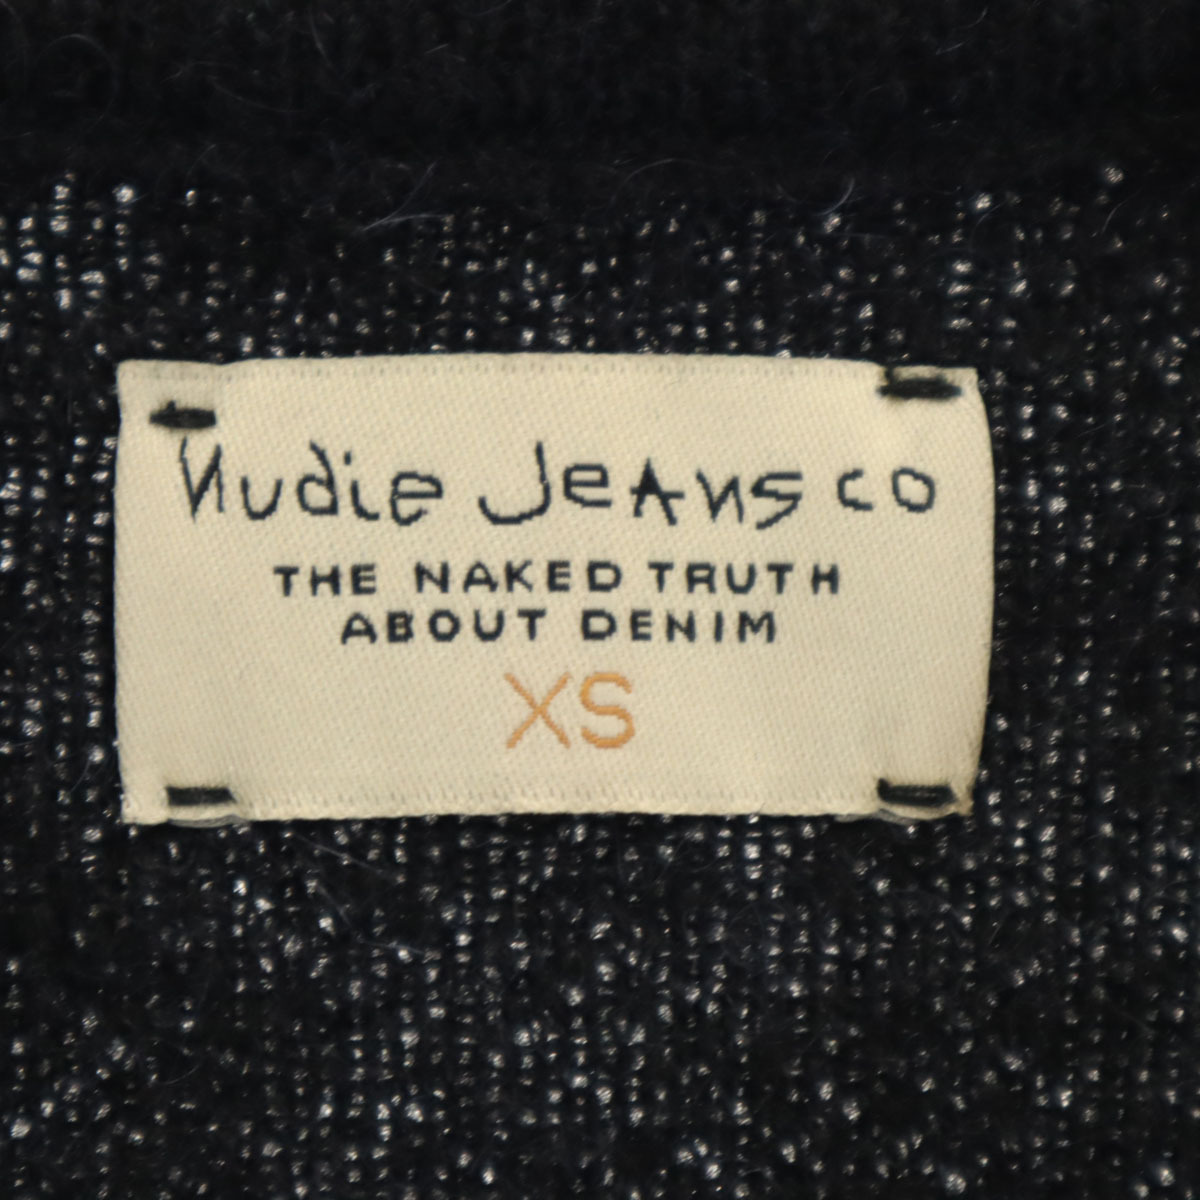 Nudie Jeans co
THE NAKED TRUTH
ABOUT DENIM
XS